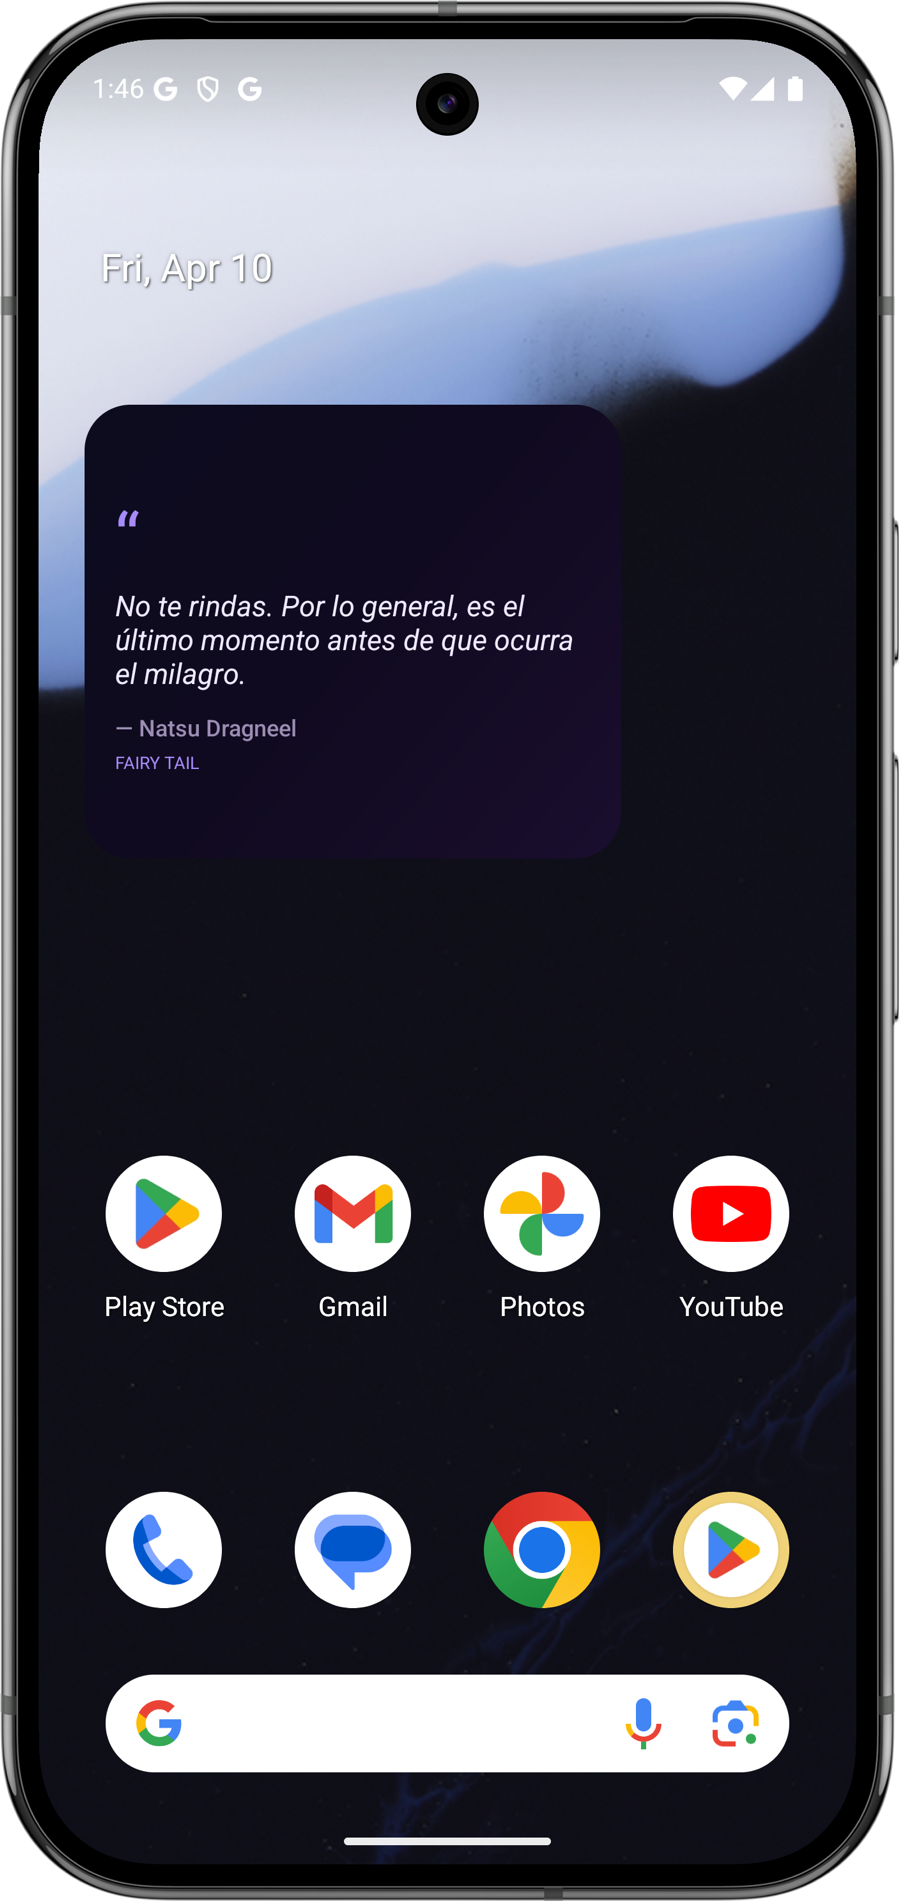 1:46
Fri, Apr 10
“
No te rindas. Por lo general, es el
último momento antes de que ocurra
el milagro.
— Natsu Dragneel
FAIRY TAIL
Play Store Gmail Photos YouTube